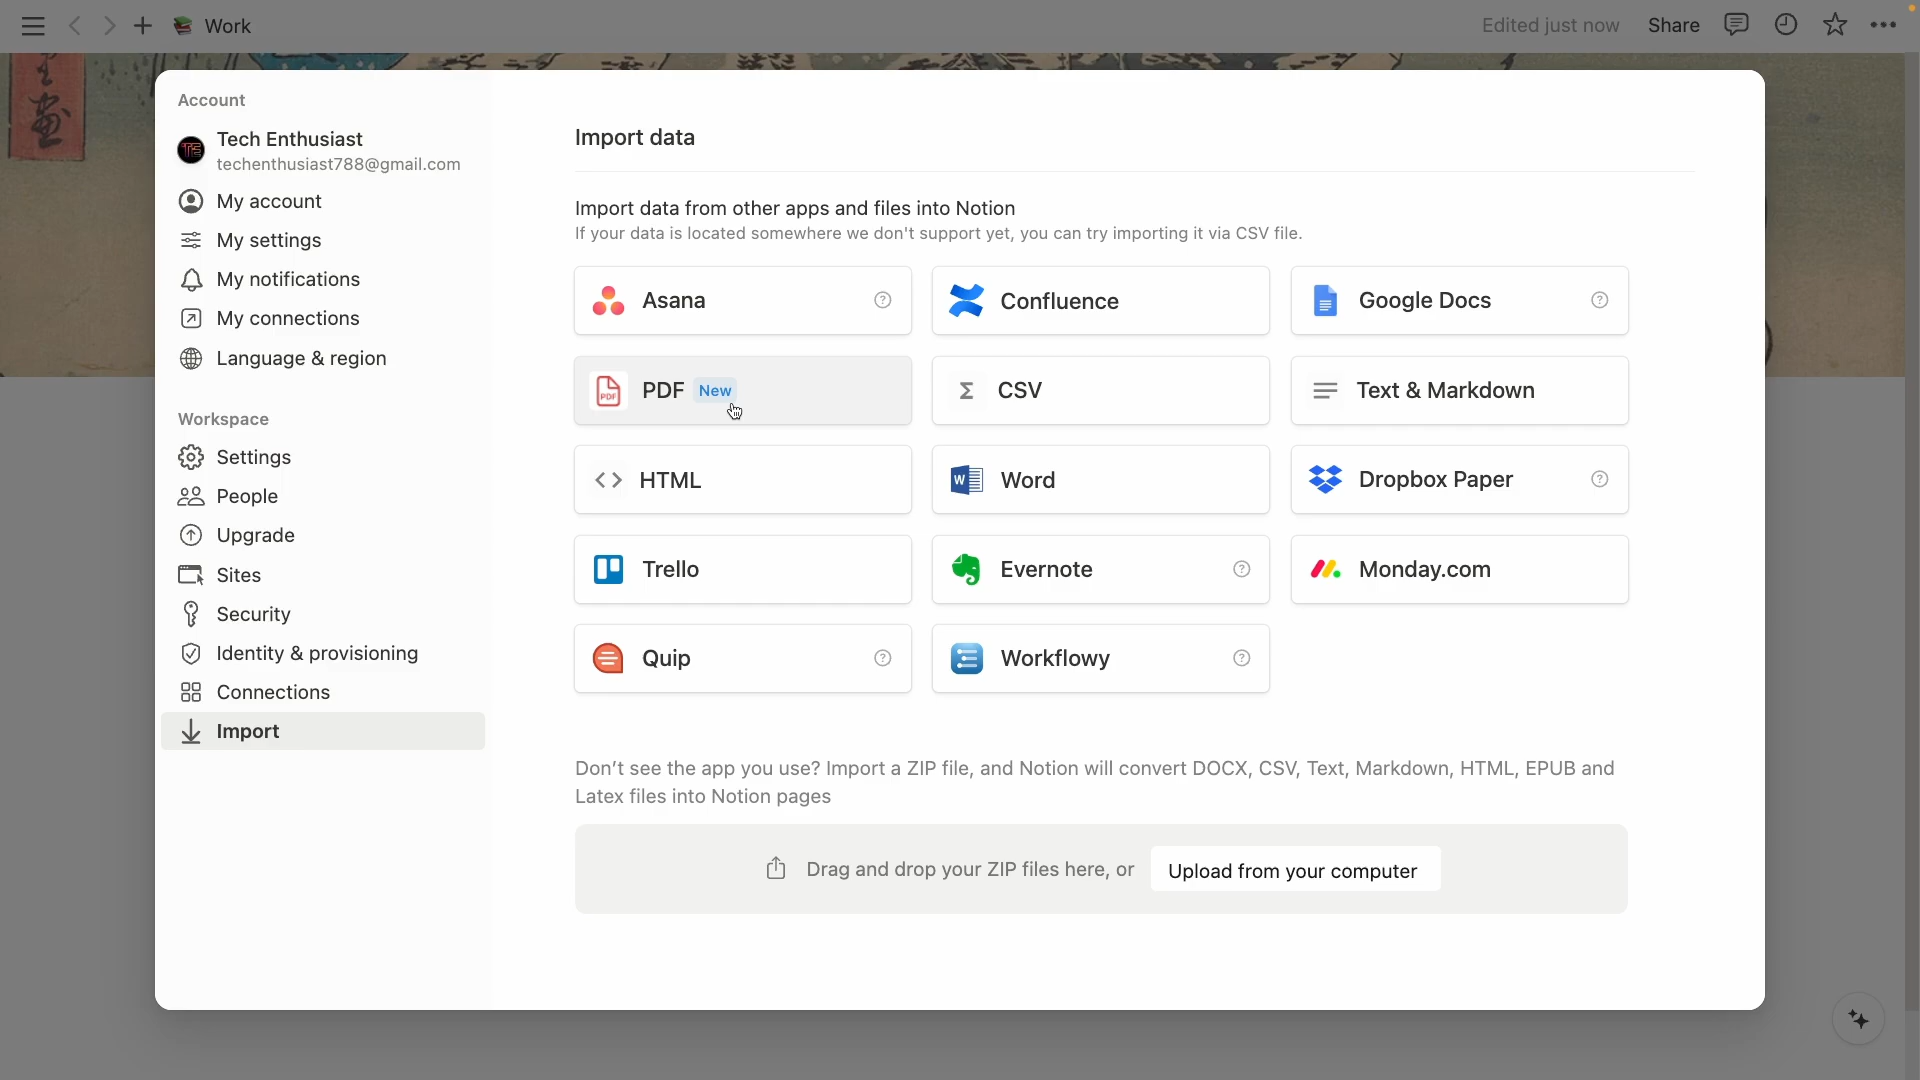 Work
Edited just now
Share
Account
Tech Enthusiast
techenthusiast788@gmail.com
My account
My settings
My notifications
My connections
Language & region
Workspace
Settings
People
Upgrade
Sites
Security
Identity & provisioning
Connections
Import
Import data
Import data from other apps and files into Notion
If your data is located somewhere we don't support yet, you can try importing it via CSV file.
Asana
Confluence
Google Docs
PDF New
CSV
Text & Markdown
HTML
Word
Dropbox Paper
Trello
Evernote
Monday.com
Quip
Workflowy
Don't see the app you use? Import a ZIP file, and Notion will convert DOCX, CSV, Text, Markdown, HTML, EPUB and
Latex files into Notion pages
Drag and drop your ZIP files here, or
Upload from your computer